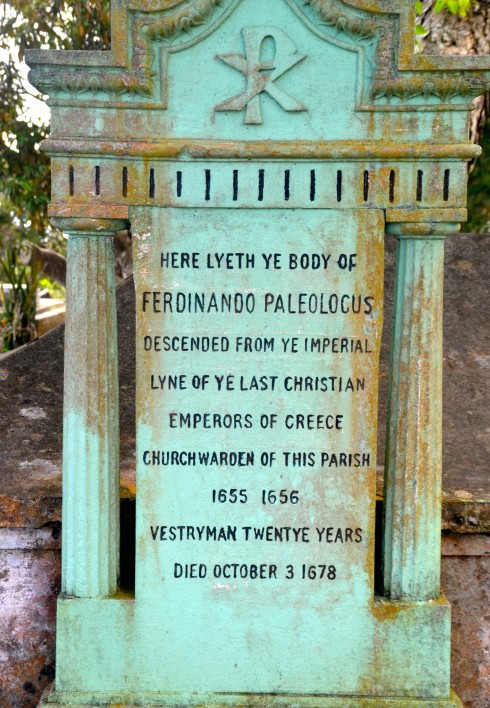 HERE LYETH YE BODY OF
FERDINANDO PALEOLOGUS
DESCENDED FROM YE IMPERIAL
LYNE OF YE LAST CHRISTIAN
EMPERORS OF GREECE
CHURCHWARDEN OF THIS PARISH
1655 1656
VESTRYMAN TWENTYE YEARS
DIED OCTOBER 3 1678